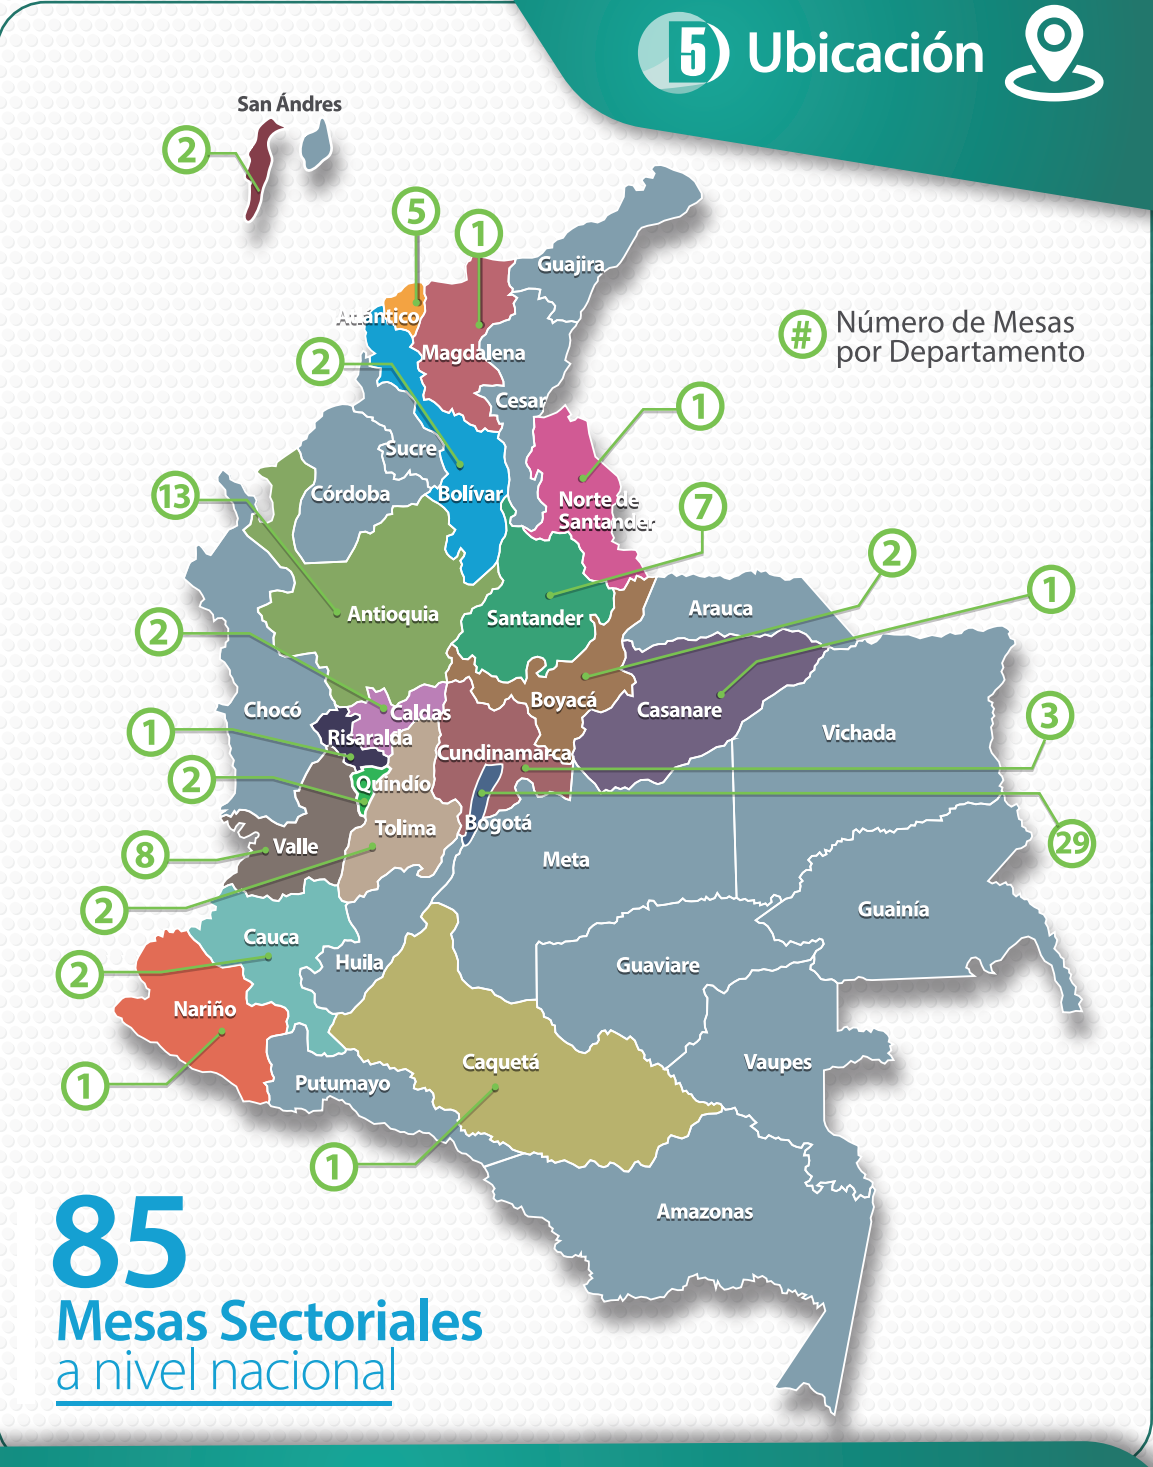 5 Ubicación
San Ándres
2
5
1
Guajira
Atlántico
# Número de Mesas
por Departamento
2
Magdalena
Cesar
1
Sucre
13
Córdoba
Bolívar
Norte de
Santander
7
2
1
Antioquia
Santander
Arauca
2
Chocó
Caldas
Boyacá
Casanare
3
1
Risaralda
Cundinamarca
Vichada
2
Quindío
Bogotá
29
8
Valle
Tolima
Meta
2
Guainía
Cauca
Huila
Guaviare
2
Nariño
Caquetá
Vaupes
1
Putumayo
1
Amazonas
85
Mesas Sectoriales
a nivel nacional